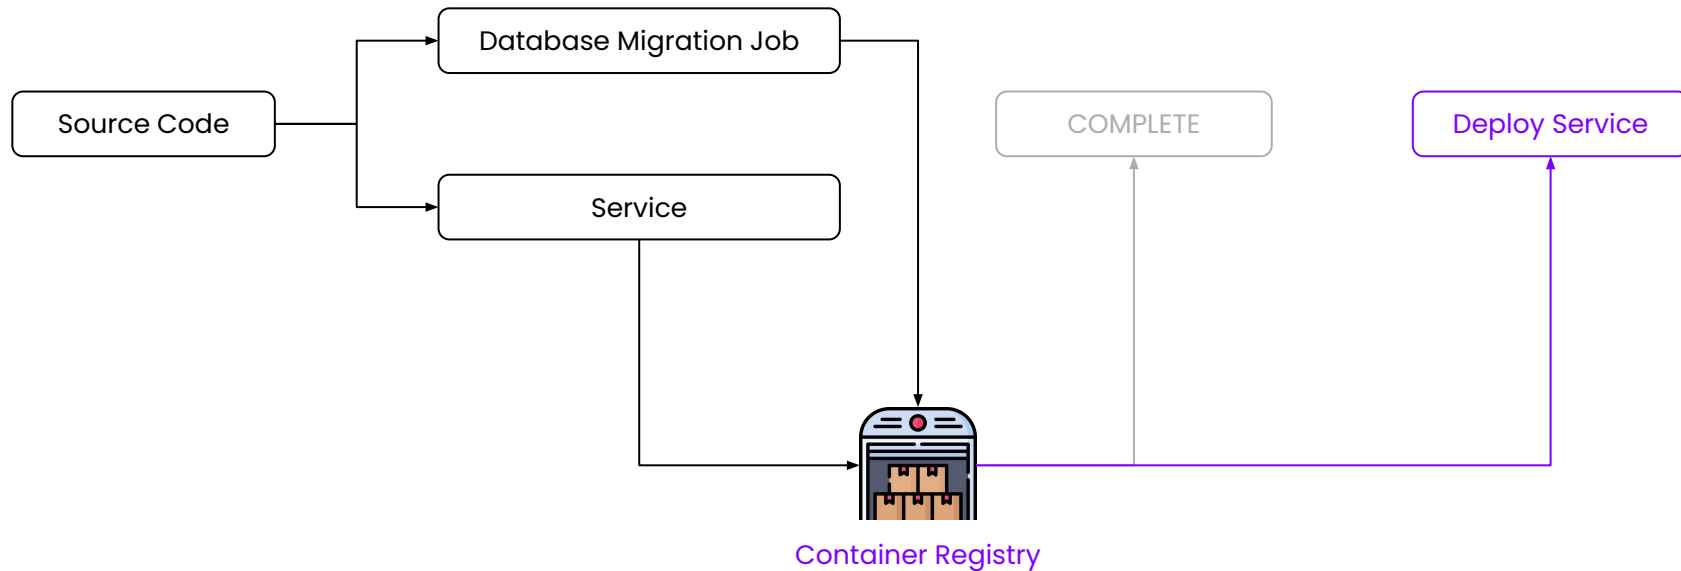 Database Migration Job
Source Code
COMPLETE
Deploy Service
Service
Container Registry